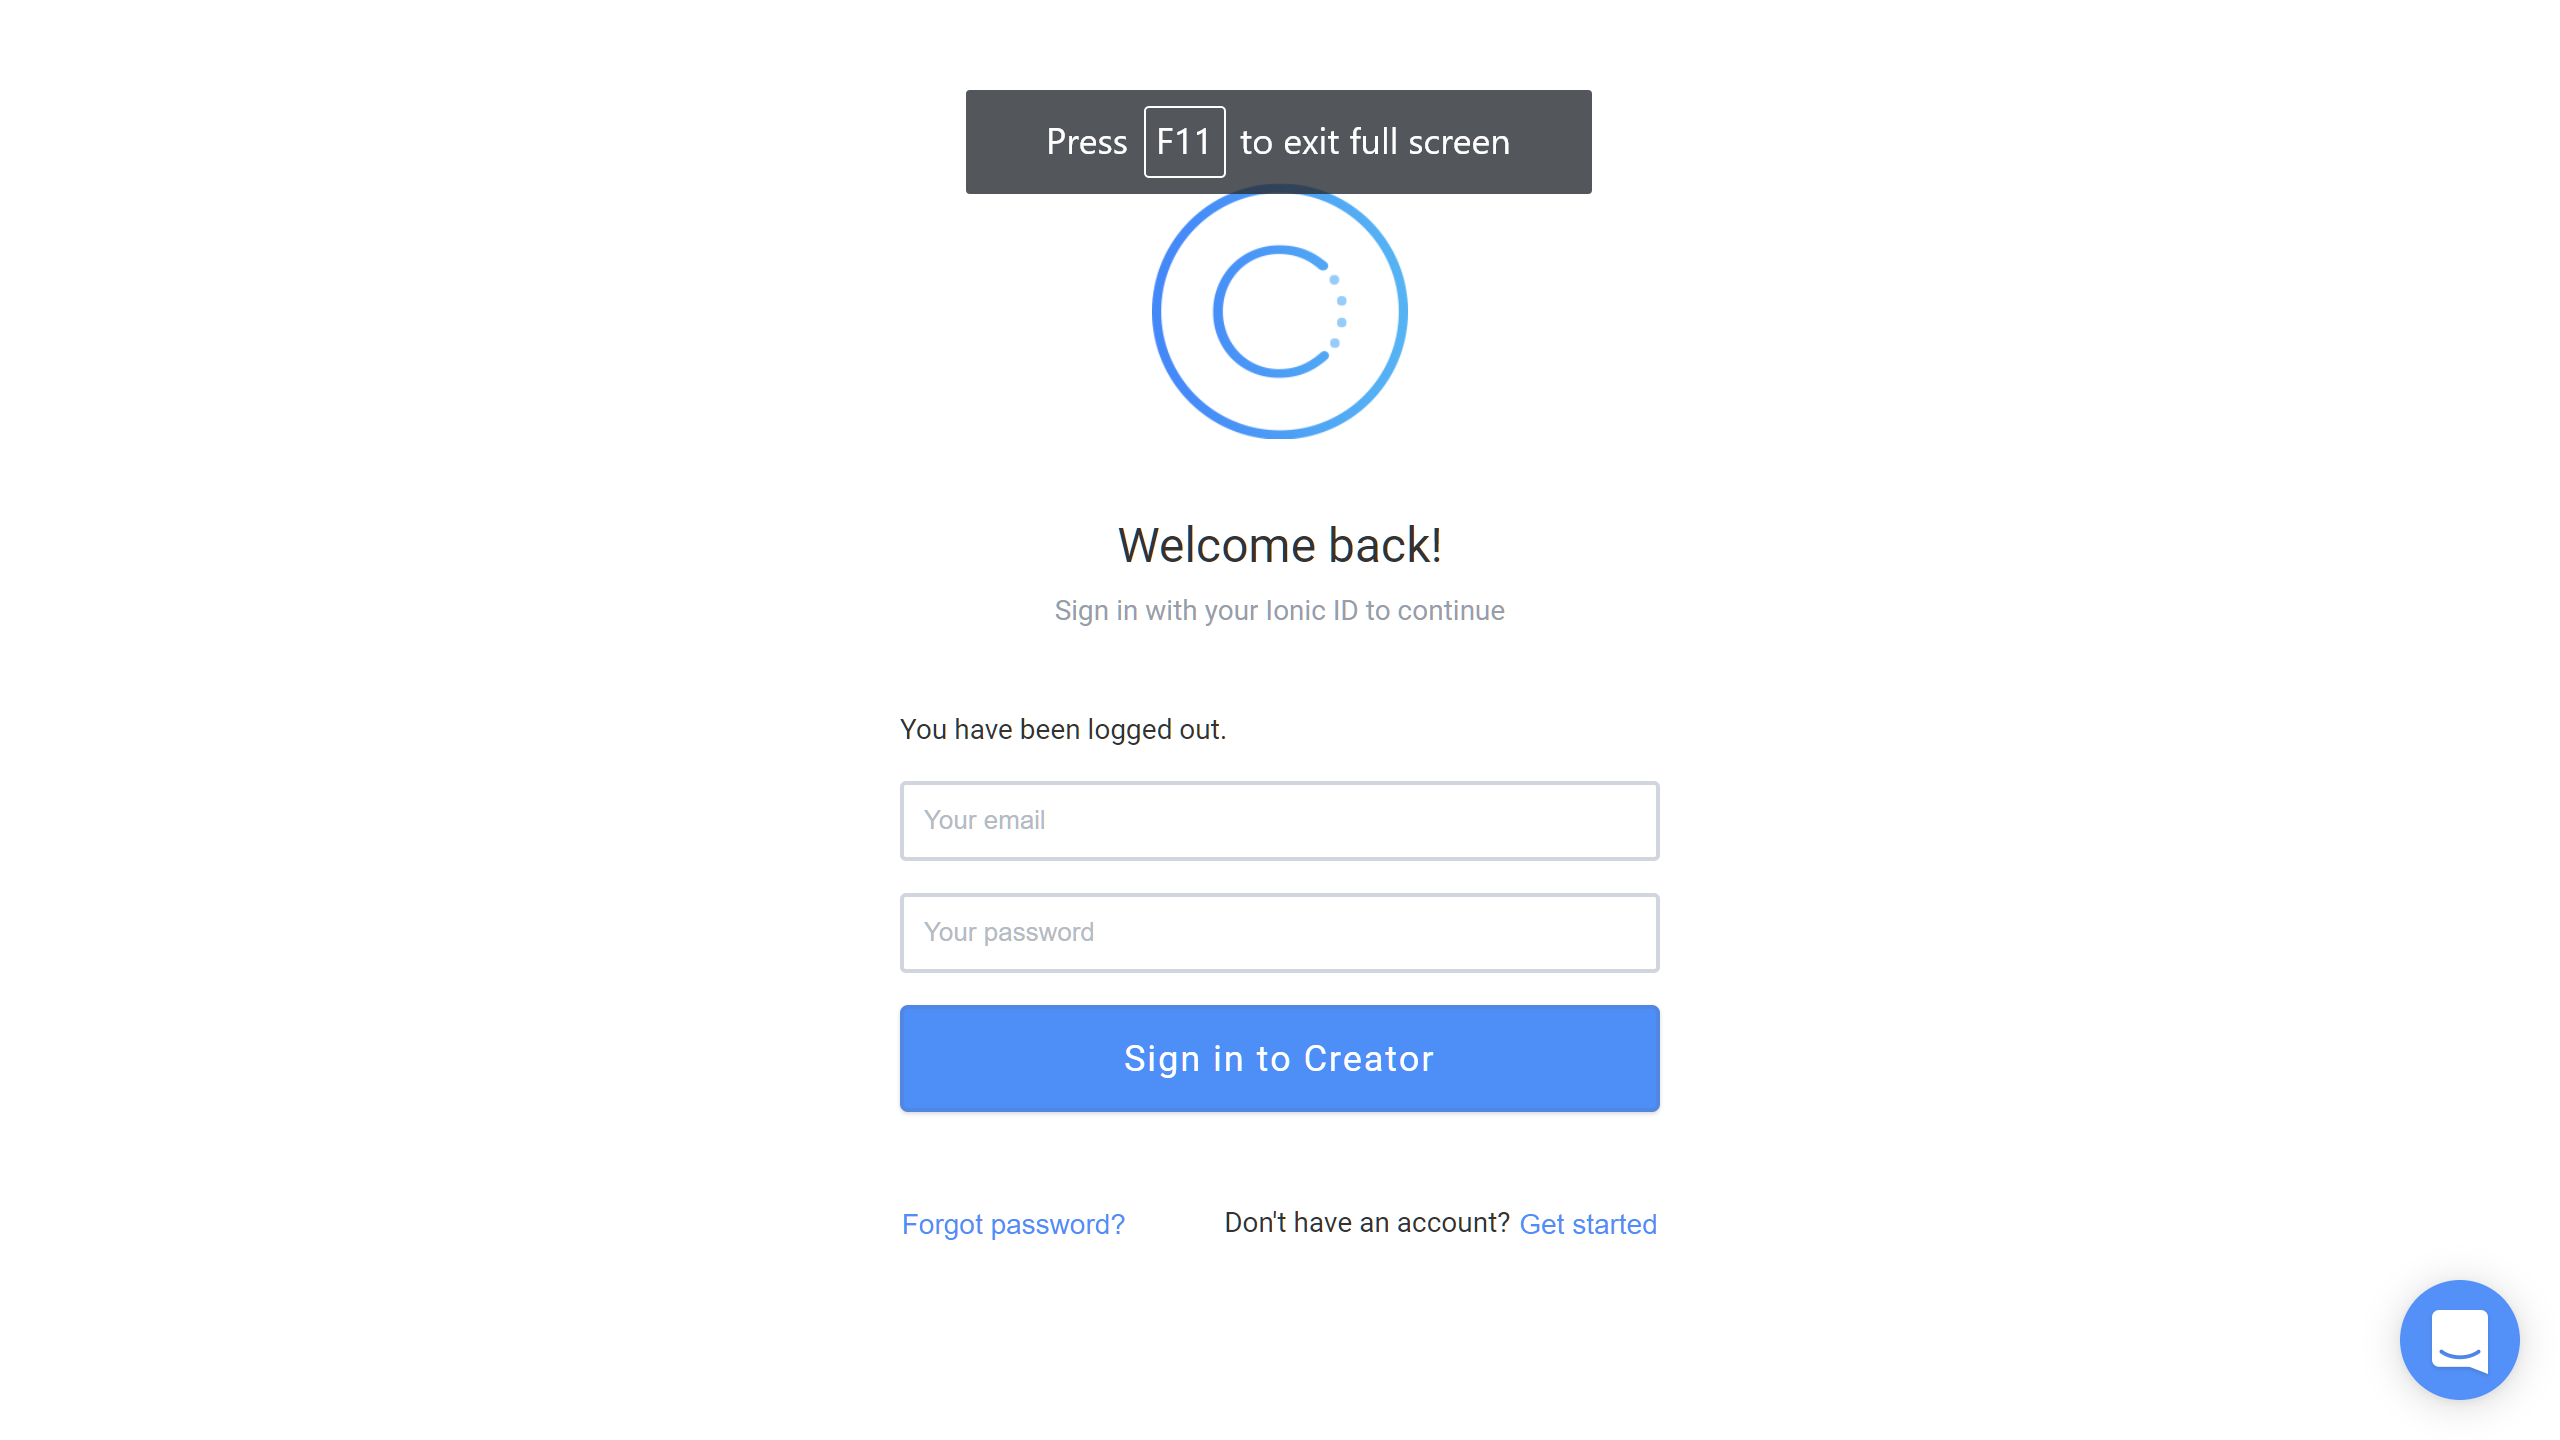 Press F11 to exit full screen
Welcome back!
Sign in with your Ionic ID to continue
You have been logged out.
Your email
Your password
Sign in to Creator
Forgot password? Don't have an account? Get started